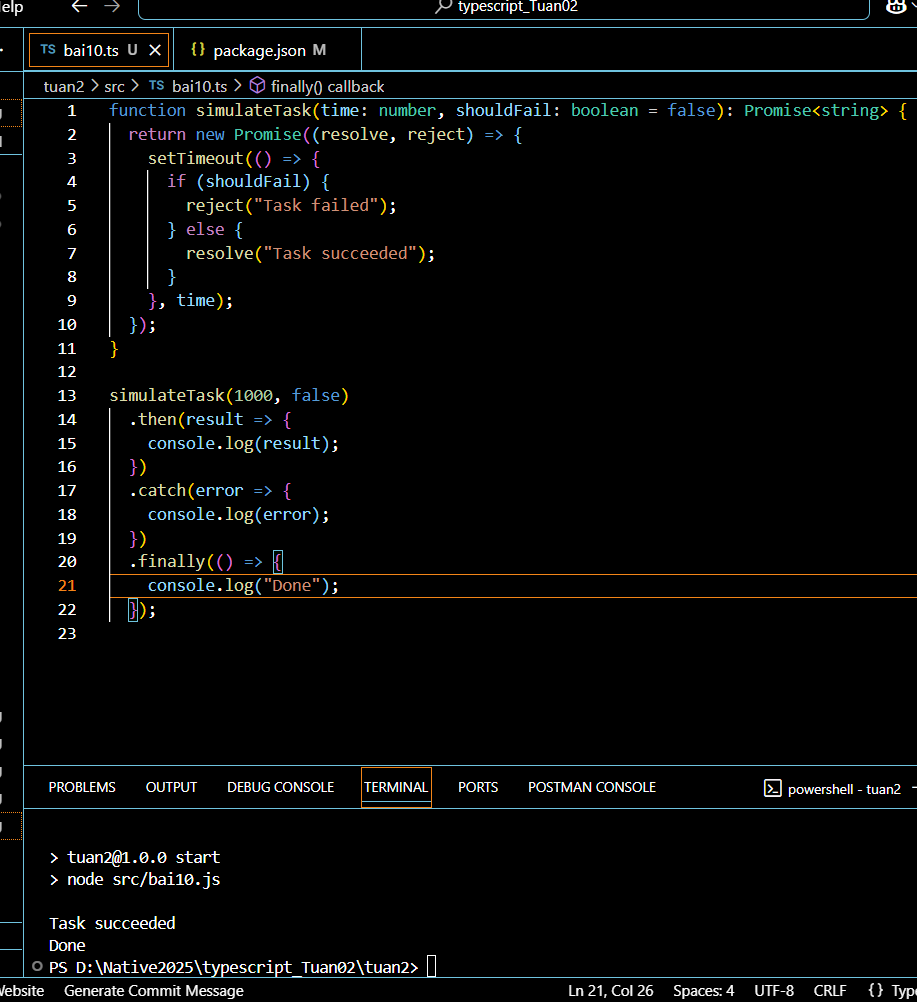 elp
typescript_Tuan02
TS bai10.ts U
{} package.json M
tuan2 > src > TS bai10.ts > finally() callback
1 function simulateTask(time: number, shouldFail: boolean = false): Promise<string> {
2 return new Promise((resolve, reject) => {
3 setTimeout(() => {
4 if (shouldFail) {
5 reject("Task failed");
6 } else {
7 resolve("Task succeeded");
8 }
9 }, time);
10 });
11 }
12
13 simulateTask(1000, false)
14 .then(result => {
15 console.log(result);
16 })
17 .catch(error => {
18 console.log(error);
19 })
20 .finally(() => {
21 console.log("Done");
22 });
23
PROBLEMS OUTPUT DEBUG CONSOLE TERMINAL PORTS POSTMAN CONSOLE powershell - tuan2
> tuan2@1.0.0 start
> node src/bai10.js
Task succeeded
Done
PS D:\Native2025\typescript_Tuan02\tuan2>
Website Generate Commit Message Ln 21, Col 26 Spaces: 4 UTF-8 CRLF {} Type